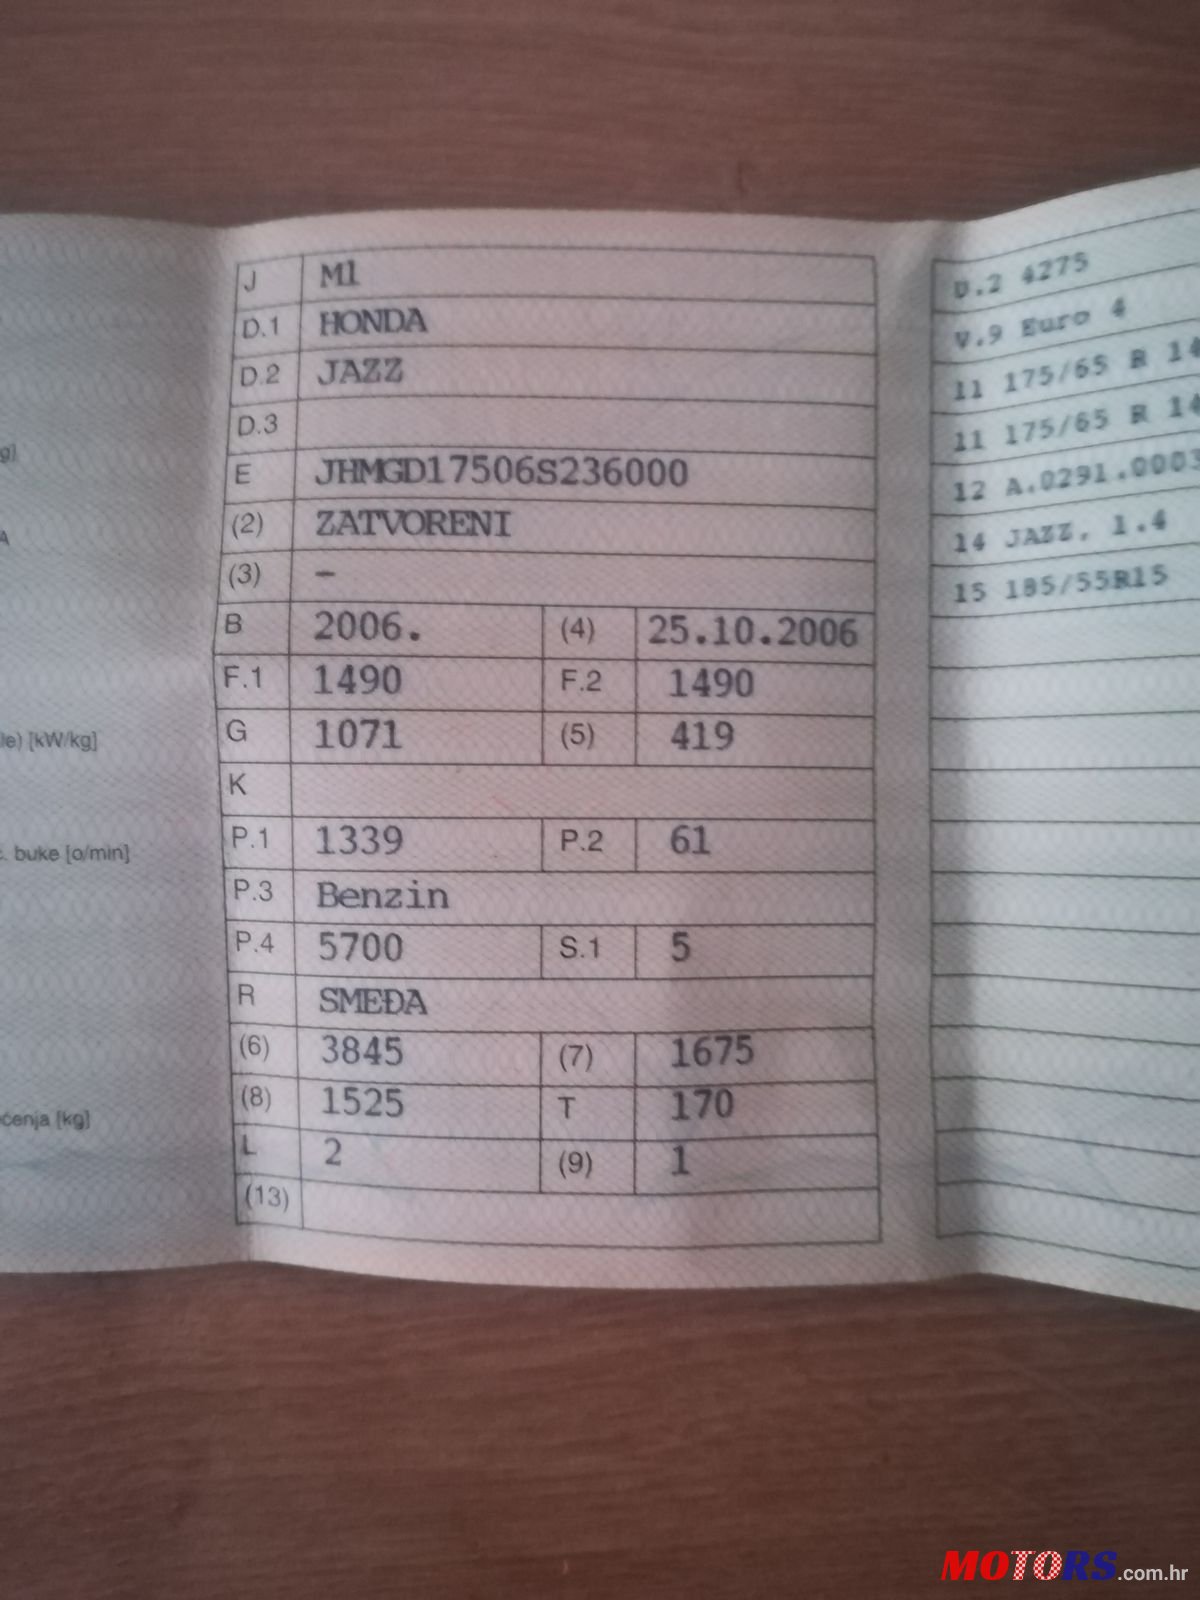 g]
A
le) [kW/kg]
c. buke [o/min]
ćenja [kg]
J M1
D.1 HONDA
D.2 JAZZ
D.3
E JHMGD17506S236000
(2) ZATVORENI
(3) –
B 2006. (4) 25.10.2006
F.1 1490 F.2 1490
G 1071 (5) 419
K
P.1 1339 P.2 61
P.3 Benzin
P.4 5700 S.1 5
R SMEĐA
(6) 3845 (7) 1675
(8) 1525 T 170
L 2 (9) 1
(13)
U.2 4275
V.9 Euro 4
11 175/65 R 14
11 175/65 R 14
12 A.0291.0003
14 JAZZ, 1.4
15 185/55R15
MOTORS.com.hr